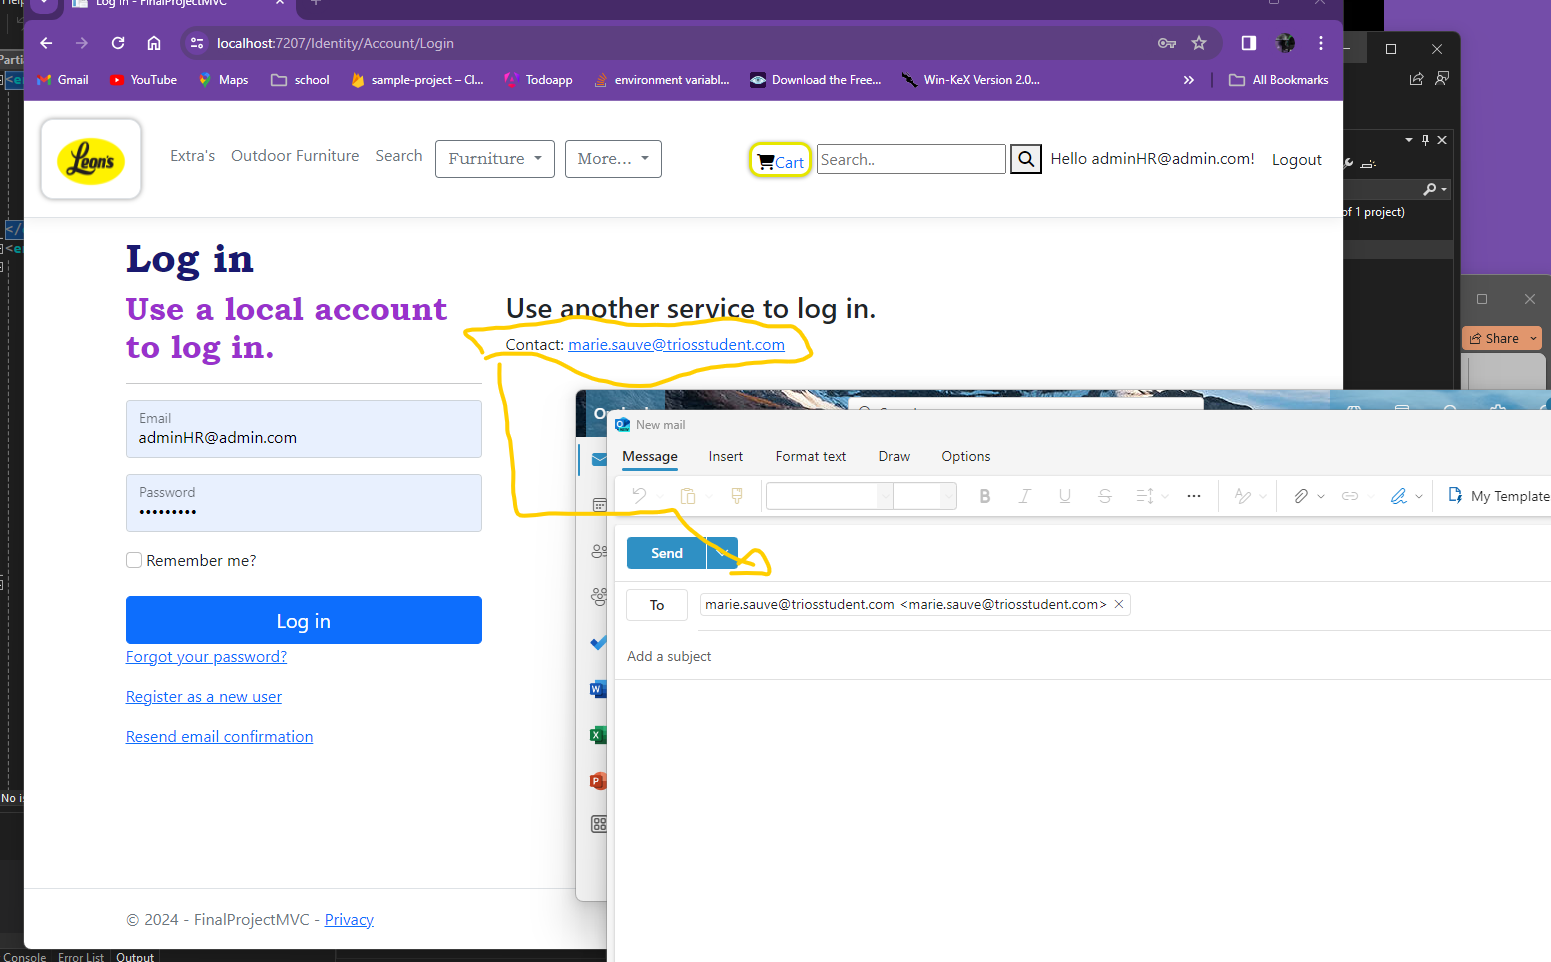 Log in - FinalProjectMVC
localhost:7207/Identity/Account/Login
Gmail YouTube Maps school sample-project – Cl... Todoapp environment variabl... Download the Free... Win-KeX Version 2.0... » All Bookmarks
Leon's
Extra's Outdoor Furniture Search Furniture More... Cart Search.. Hello adminHR@admin.com! Logout
of 1 project)
Log in
Use a local account
to log in.
Use another service to log in.
Contact: marie.sauve@triosstudent.com
Share
Email
adminHR@admin.com
Password
•••••••••
Remember me?
Log in
Forgot your password?
Register as a new user
Resend email confirmation
New mail
Message Insert Format text Draw Options
B I U S ... My Template
Send
To marie.sauve@triosstudent.com <marie.sauve@triosstudent.com>
Add a subject
No is
© 2024 - FinalProjectMVC - Privacy
Console Error List Output